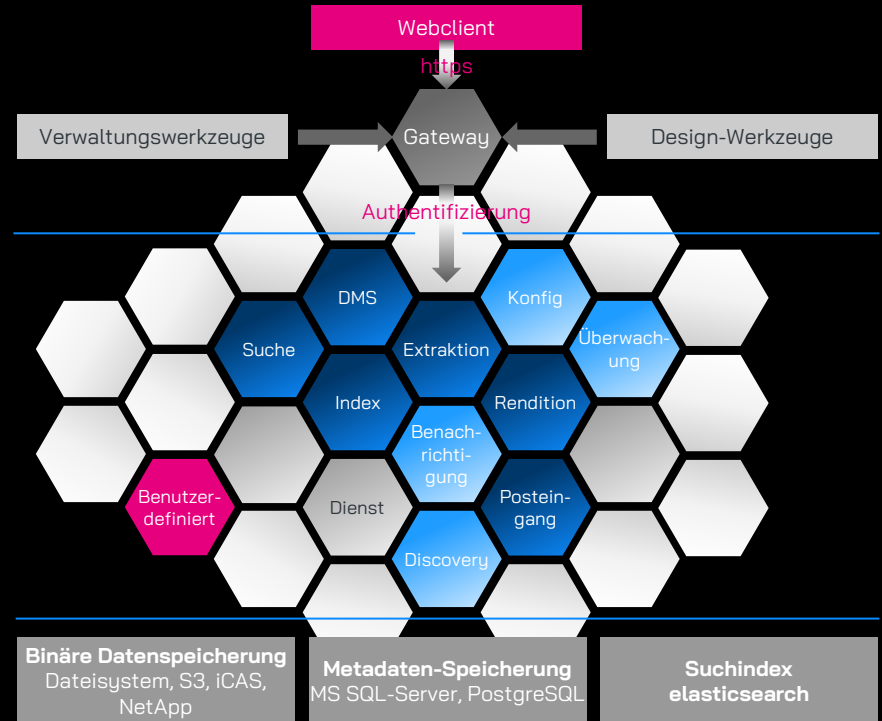 Webclient
https
Verwaltungswerkzeuge
Gateway
Design-Werkzeuge
Authentifizierung
DMS
Konfig
Suche
Extraktion
Überwach-
ung
Index
Rendition
Benach-
richti-
gung
Benutzer-
definiert
Dienst
Postein-
gang
Discovery
Binäre Datenspeicherung
Dateisystem, S3, iCAS,
NetApp
Metadaten-Speicherung
MS SQL-Server, PostgreSQL
Suchindex
elasticsearch